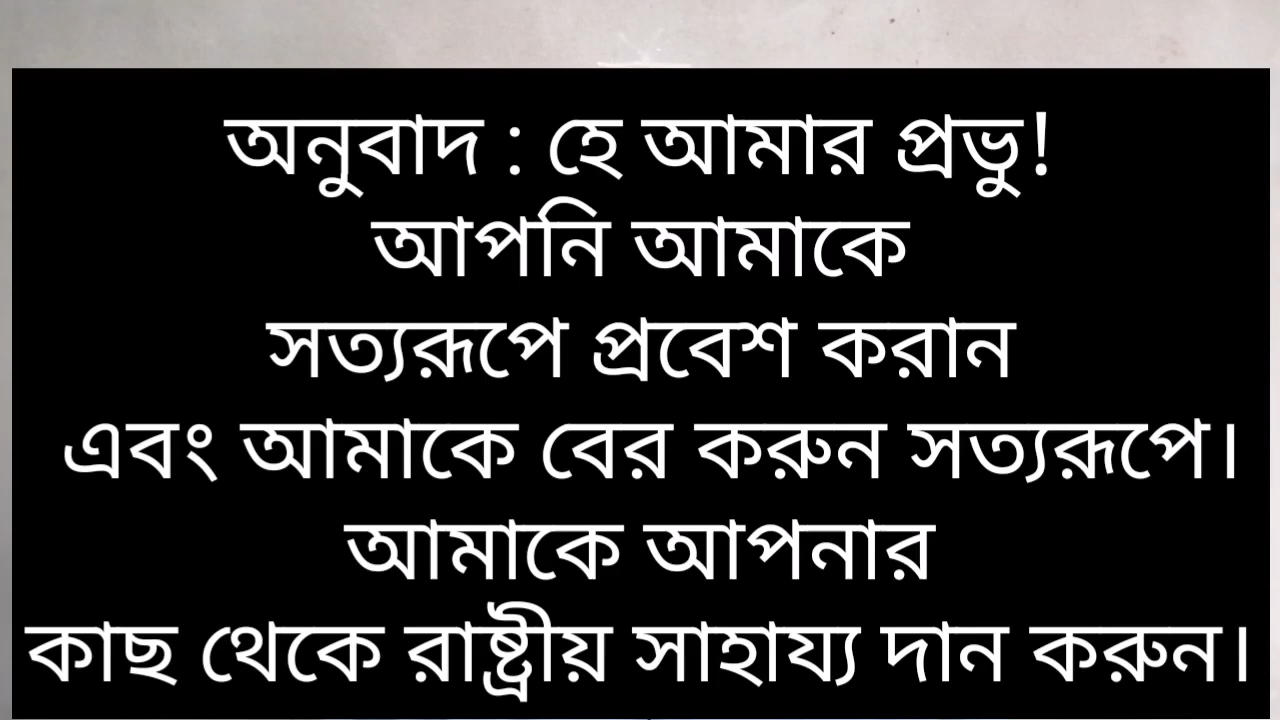 অনুবাদ : হে আমার প্রভু!
আপনি আমাকে
সত্যরূপে প্রবেশ করান
এবং আমাকে বের করুন সত্যরূপে।
আমাকে আপনার
কাছ থেকে রাষ্ট্রীয় সাহায্য দান করুন।